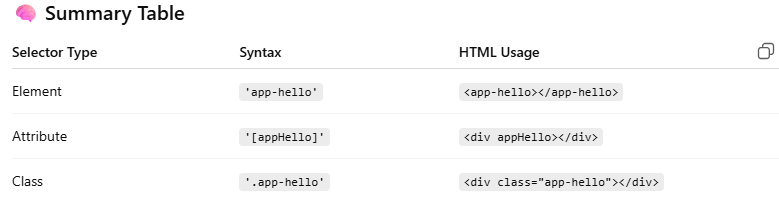 🧠 Summary Table
Selector Type Syntax HTML Usage
Element 'app-hello' <app-hello></app-hello>
Attribute '[appHello]' <div appHello></div>
Class '.app-hello' <div class="app-hello"></div>